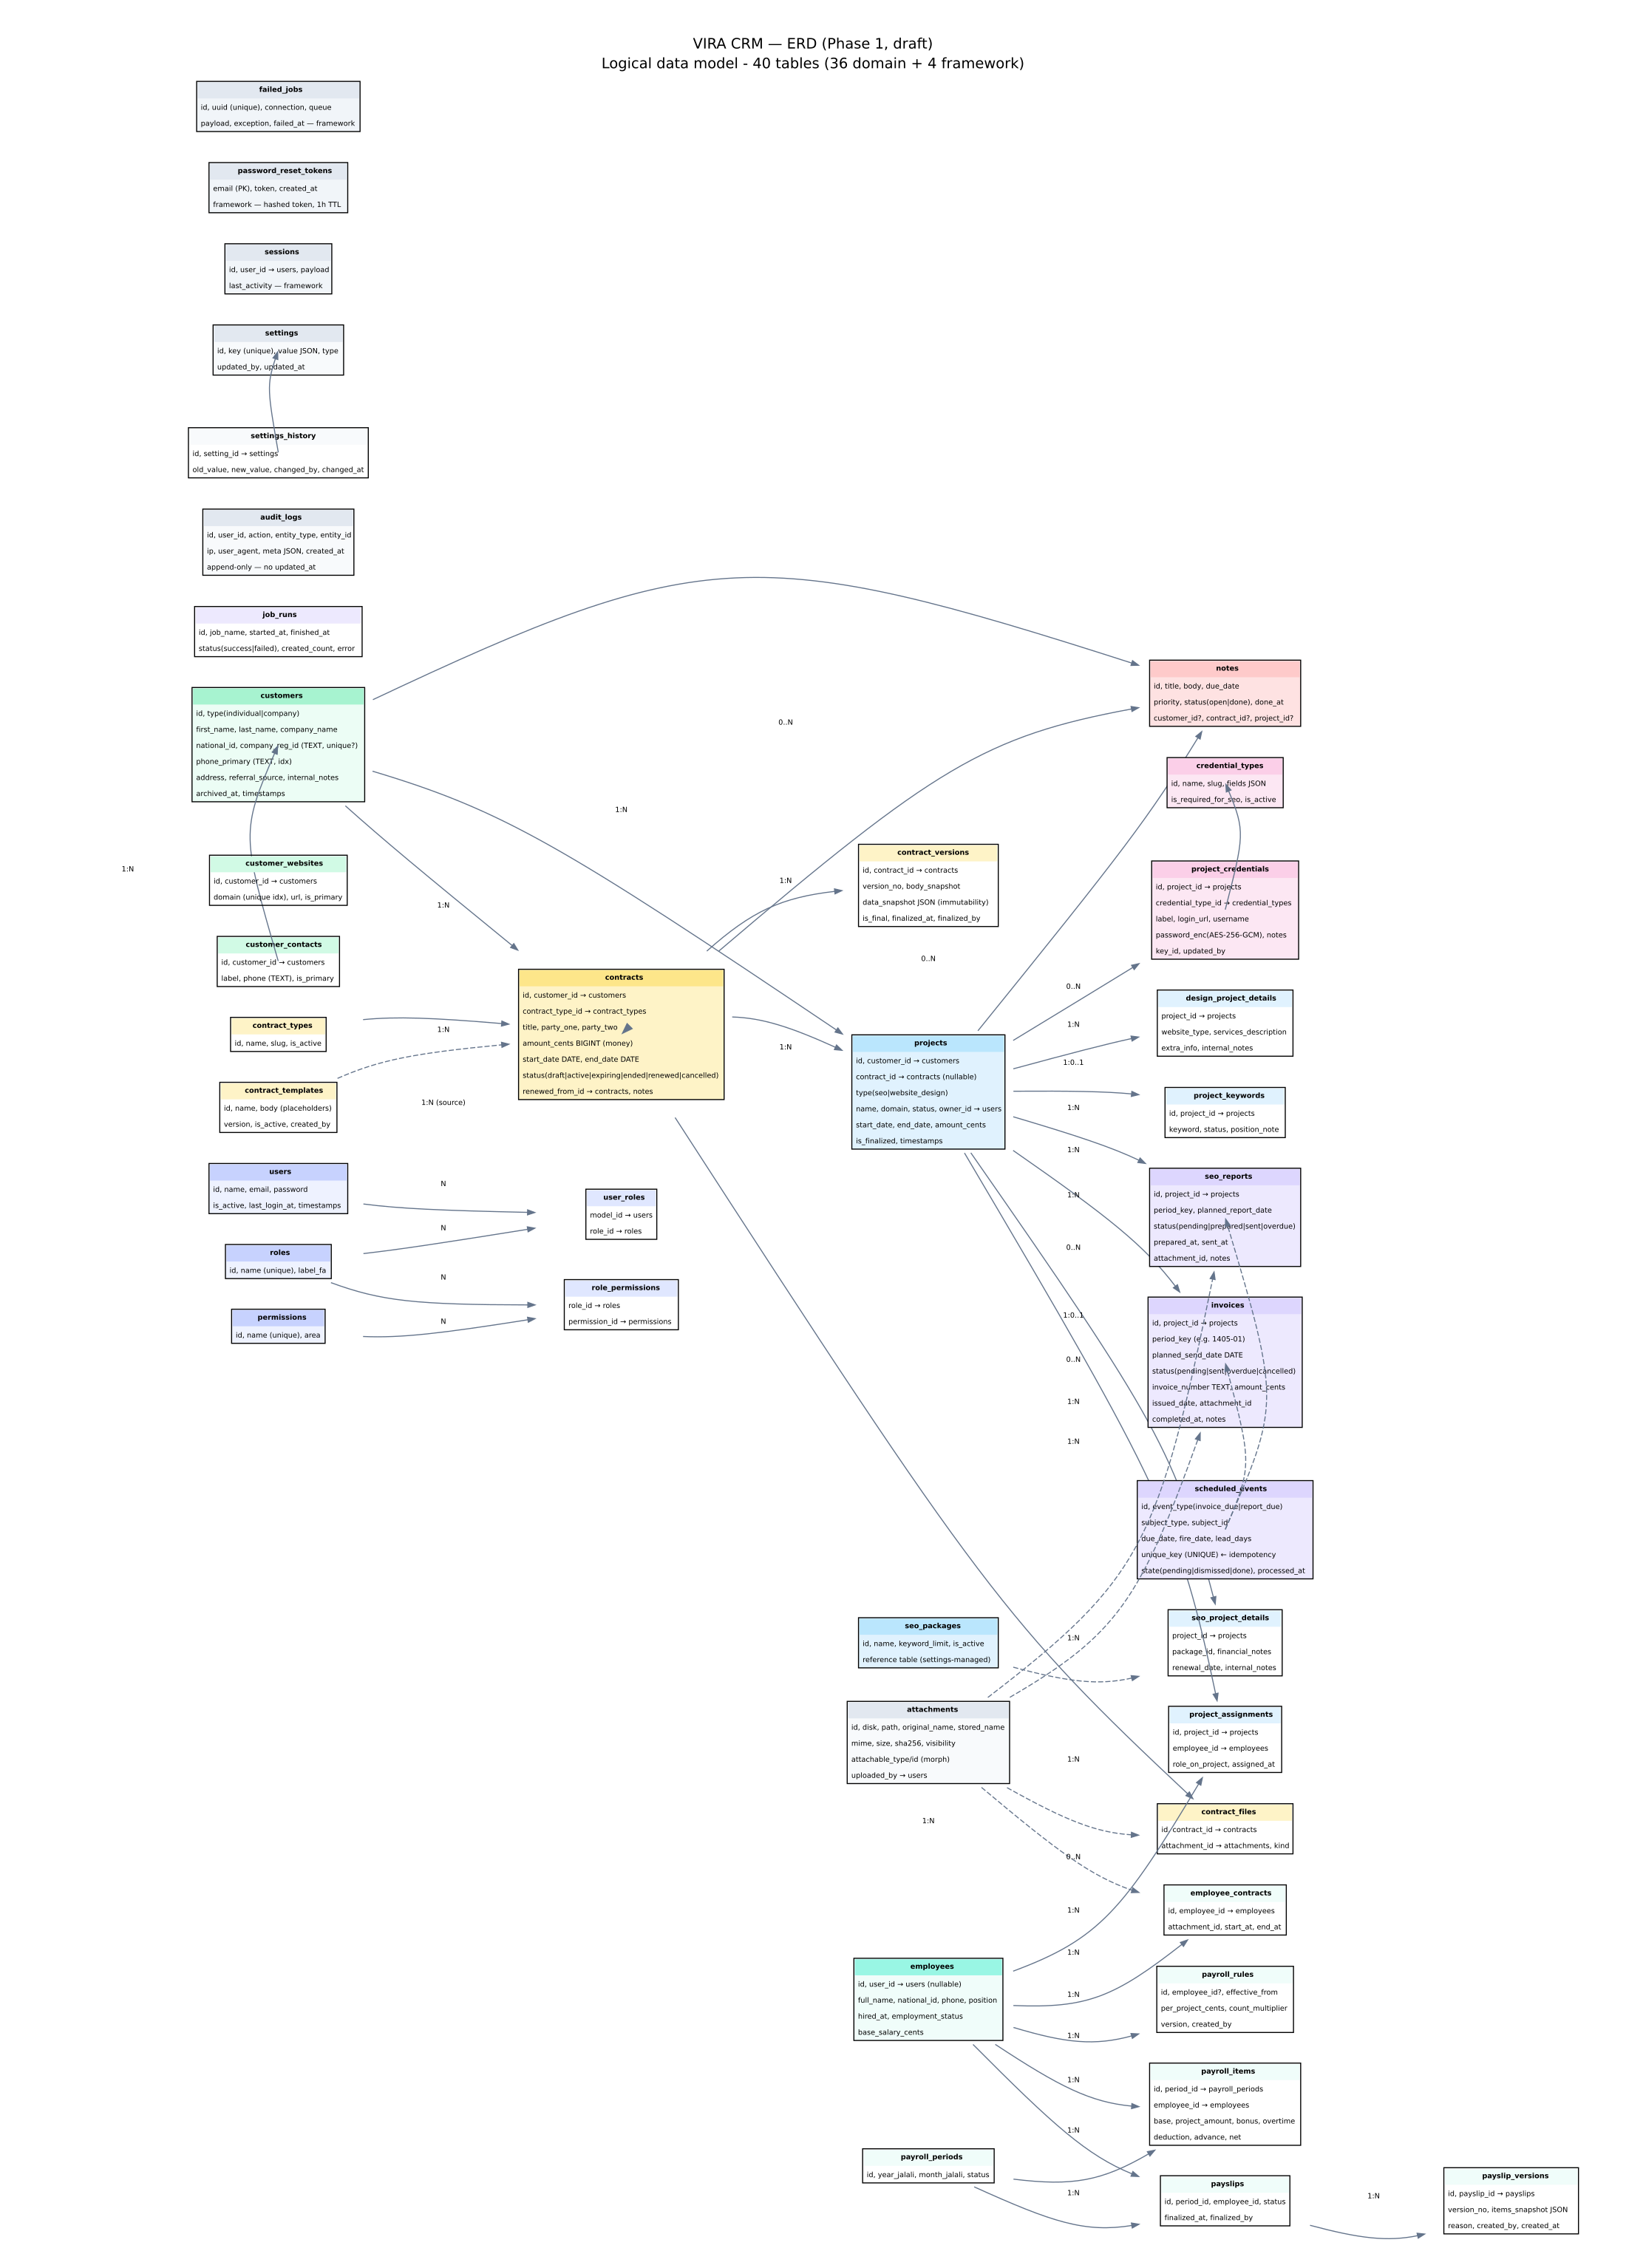 VIRA CRM — ERD (Phase 1, draft)
Logical data model - 40 tables (36 domain + 4 framework)
failed_jobs
id, uuid (unique), connection, queue
payload, exception, failed_at — framework
password_reset_tokens
email (PK), token, created_at
framework — hashed token, 1h TTL
sessions
id, user_id → users, payload
last_activity — framework
settings
id, key (unique), value JSON, type
updated_by, updated_at
settings_history
id, setting_id → settings
old_value, new_value, changed_by, changed_at
audit_logs
id, user_id, action, entity_type, entity_id
ip, user_agent, meta JSON, created_at
append-only — no updated_at
job_runs
id, job_name, started_at, finished_at
status(success|failed), created_count, error
customers
id, type(individual|company)
first_name, last_name, company_name
national_id, company_reg_id (TEXT, unique?)
phone_primary (TEXT, idx)
address, referral_source, internal_notes
archived_at, timestamps
1:N
customer_websites
id, customer_id → customers
domain (unique idx), url, is_primary
customer_contacts
id, customer_id → customers
label, phone (TEXT), is_primary
contract_types
id, name, slug, is_active
contract_templates
id, name, body (placeholders)
version, is_active, created_by
users
id, name, email, password
is_active, last_login_at, timestamps
roles
id, name (unique), label_fa
permissions
id, name (unique), area
1:N
1:N
1:N (source)
N
N
N
N
contracts
id, customer_id → customers
contract_type_id → contract_types
title, party_one, party_two
amount_cents BIGINT (money)
start_date DATE, end_date DATE
status(draft|active|expiring|ended|renewed|cancelled)
renewed_from_id → contracts, notes
user_roles
model_id → users
role_id → roles
role_permissions
role_id → roles
permission_id → permissions
0..N
1:N
1:N
0..N
1:N
contract_versions
id, contract_id → contracts
version_no, body_snapshot
data_snapshot JSON (immutability)
is_final, finalized_at, finalized_by
projects
id, customer_id → customers
contract_id → contracts (nullable)
type(seo|website_design)
name, domain, status, owner_id → users
start_date, end_date, amount_cents
is_finalized, timestamps
seo_packages
id, name, keyword_limit, is_active
reference table (settings-managed)
attachments
id, disk, path, original_name, stored_name
mime, size, sha256, visibility
attachable_type/id (morph)
uploaded_by → users
1:N
employees
id, user_id → users (nullable)
full_name, national_id, phone, position
hired_at, employment_status
base_salary_cents
payroll_periods
id, year_jalali, month_jalali, status
0..N
1:N
1:0..1
1:N
1:N
1:N
0..N
1:0..1
0..N
1:N
1:N
1:N
1:N
0..N
1:N
1:N
1:N
1:N
1:N
1:N
1:N
notes
id, title, body, due_date
priority, status(open|done), done_at
customer_id?, contract_id?, project_id?
credential_types
id, name, slug, fields JSON
is_required_for_seo, is_active
project_credentials
id, project_id → projects
credential_type_id → credential_types
label, login_url, username
password_enc(AES-256-GCM), notes
key_id, updated_by
design_project_details
project_id → projects
website_type, services_description
extra_info, internal_notes
project_keywords
id, project_id → projects
keyword, status, position_note
seo_reports
id, project_id → projects
period_key, planned_report_date
status(pending|prepared|sent|overdue)
prepared_at, sent_at
attachment_id, notes
invoices
id, project_id → projects
period_key (e.g. 1405-01)
planned_send_date DATE
status(pending|sent|overdue|cancelled)
invoice_number TEXT, amount_cents
issued_date, attachment_id
completed_at, notes
scheduled_events
id, event_type(invoice_due|report_due)
subject_type, subject_id
due_date, fire_date, lead_days
unique_key (UNIQUE) ← idempotency
state(pending|dismissed|done), processed_at
seo_project_details
project_id → projects
package_id, financial_notes
renewal_date, internal_notes
project_assignments
id, project_id → projects
employee_id → employees
role_on_project, assigned_at
contract_files
id, contract_id → contracts
attachment_id → attachments, kind
employee_contracts
id, employee_id → employees
attachment_id, start_at, end_at
payroll_rules
id, employee_id?, effective_from
per_project_cents, count_multiplier
version, created_by
payroll_items
id, period_id → payroll_periods
employee_id → employees
base, project_amount, bonus, overtime
deduction, advance, net
payslips
id, period_id, employee_id, status
finalized_at, finalized_by
1:N
payslip_versions
id, payslip_id → payslips
version_no, items_snapshot JSON
reason, created_by, created_at